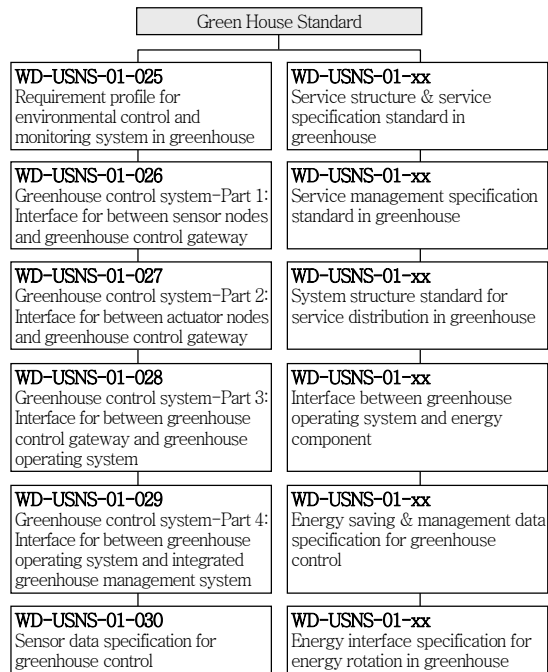 Green House Standard
WD-USNS-01-025
Requirement profile for
environmental control and
monitoring system in greenhouse
WD-USNS-01-026
Greenhouse control system-Part 1:
Interface for between sensor nodes
and greenhouse control gateway
WD-USNS-01-027
Greenhouse control system-Part 2:
Interface for between actuator nodes
and greenhouse control gateway
WD-USNS-01-028
Greenhouse control system-Part 3:
Interface for between greenhouse
control gateway and greenhouse
operating system
WD-USNS-01-029
Greenhouse control system-Part 4:
Interface for between greenhouse
operating system and integrated
greenhouse management system
WD-USNS-01-030
Sensor data specification for
greenhouse control
WD-USNS-01-xx
Service structure & service
specification standard in
greenhouse
WD-USNS-01-xx
Service management specification
standard in greenhouse
WD-USNS-01-xx
System structure standard for
service distribution in greenhouse
WD-USNS-01-xx
Interface between greenhouse
operating system and energy
component
WD-USNS-01-xx
Energy saving & management data
specification for greenhouse
control
WD-USNS-01-xx
Energy interface specification for
energy rotation in greenhouse